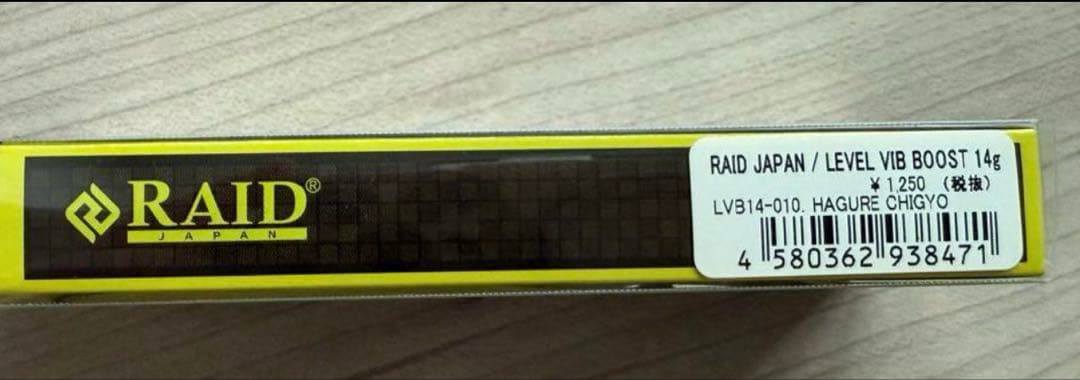 RAID®
JAPAN
RAID JAPAN / LEVEL VIB BOOST 14g
¥1,250 (税抜)
LVB14-010. HAGURE CHIGYO
4 580362 938471